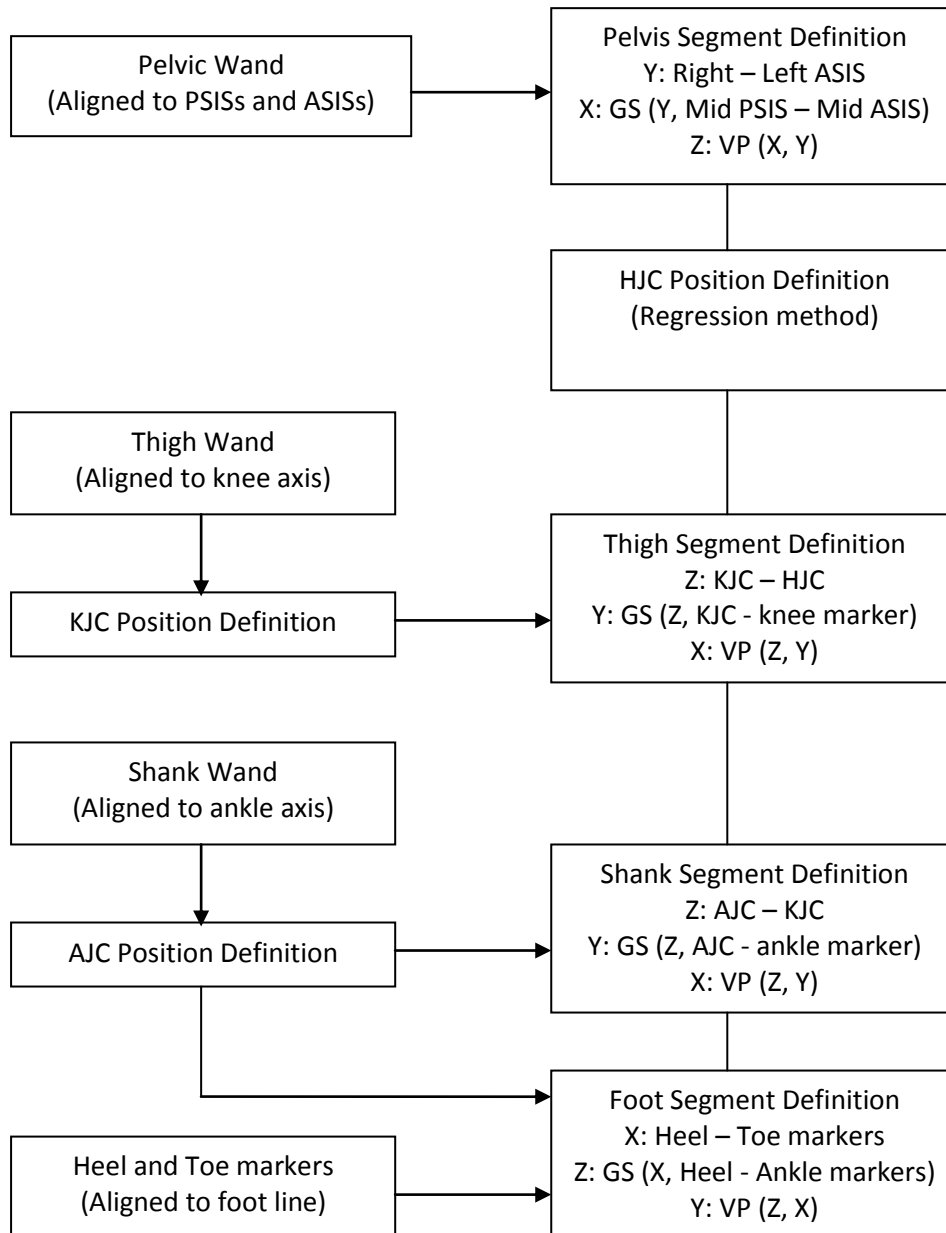 Pelvic Wand
(Aligned to PSISs and ASISs)
Pelvis Segment Definition
Y: Right – Left ASIS
X: GS (Y, Mid PSIS – Mid ASIS)
Z: VP (X, Y)
HJC Position Definition
(Regression method)
Thigh Wand
(Aligned to knee axis)
KJC Position Definition
Thigh Segment Definition
Z: KJC – HJC
Y: GS (Z, KJC - knee marker)
X: VP (Z, Y)
Shank Wand
(Aligned to ankle axis)
AJC Position Definition
Shank Segment Definition
Z: AJC – KJC
Y: GS (Z, AJC - ankle marker)
X: VP (Z, Y)
Heel and Toe markers
(Aligned to foot line)
Foot Segment Definition
X: Heel – Toe markers
Z: GS (X, Heel - Ankle markers)
Y: VP (Z, X)